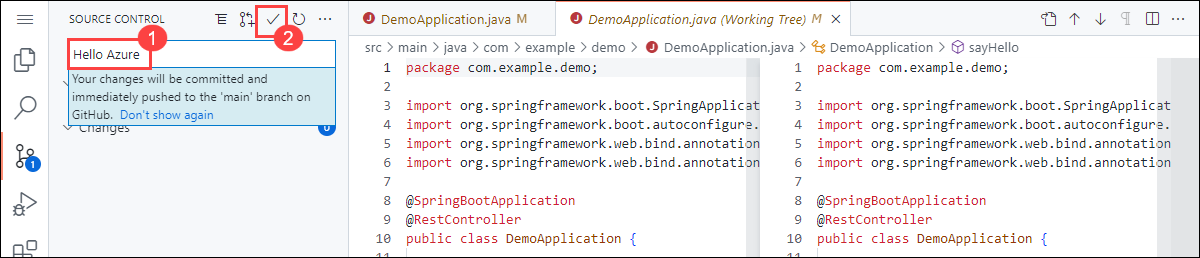 SOURCE CONTROL
1
2
Hello Azure
Your changes will be committed and
immediately pushed to the 'main' branch on
GitHub. Don't show again
Changes
0
1
J DemoApplication.java M
J DemoApplication.java (Working Tree) M
src > main > java > com > example > demo > J DemoApplication.java > DemoApplication > sayHello
1 package com.example.demo;
2
3 import org.springframework.boot.SpringApplicat
4 import org.springframework.boot.autoconfigure.
5 import org.springframework.web.bind.annotation
6 import org.springframework.web.bind.annotation
7
8 @SpringBootApplication
9 @RestController
10 public class DemoApplication {
1 package com.example.demo;
2
3 import org.springframework.boot.SpringApplicat
4 import org.springframework.boot.autoconfigure.
5 import org.springframework.web.bind.annotation
6 import org.springframework.web.bind.annotation
7
8 @SpringBootApplication
9 @RestController
10 public class DemoApplication {